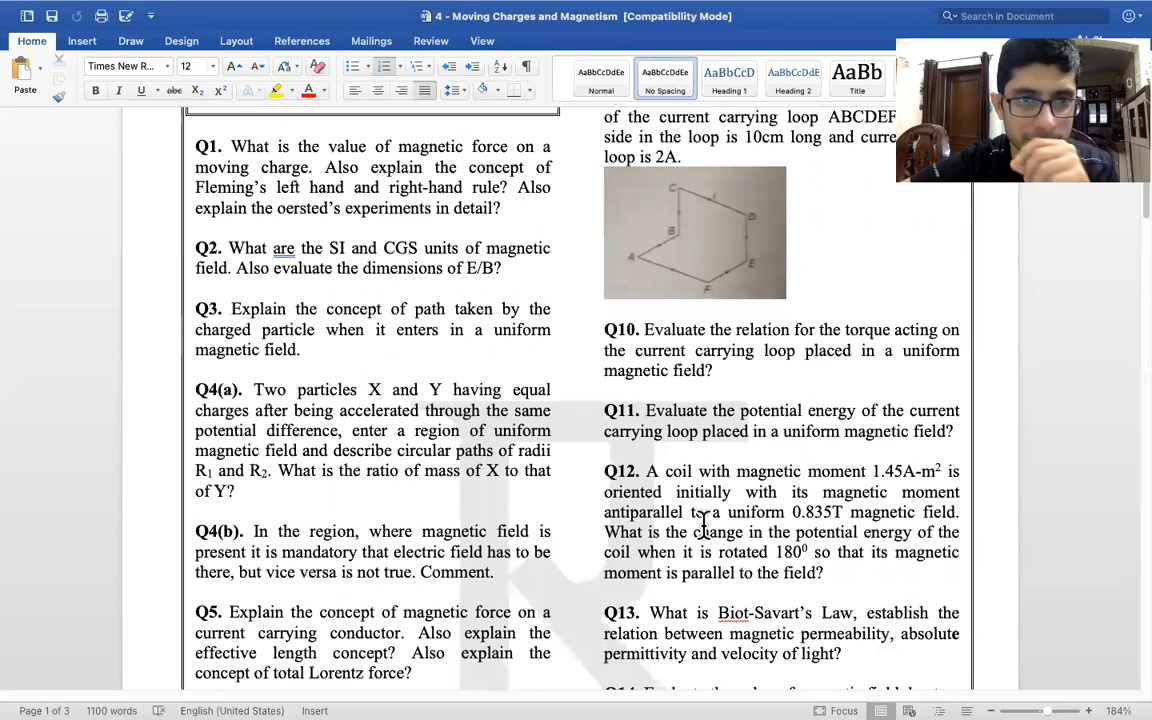 4 - Moving Charges and Magnetism [Compatibility Mode]
Search in Document
Home Insert Draw Design Layout References Mailings Review View
Paste
Times New R... 12
B I U abc X2 X2 A A
AaBbCcDdEe AaBbCcDdEe AaBbCcD AaBbCcDdE AaBb
Normal No Spacing Heading 1 Heading 2 Title
Q1. What is the value of magnetic force on a
moving charge. Also explain the concept of
Fleming's left hand and right-hand rule? Also
explain the oersted's experiments in detail?
Q2. What are the SI and CGS units of magnetic
field. Also evaluate the dimensions of E/B?
Q3. Explain the concept of path taken by the
charged particle when it enters in a uniform
magnetic field.
Q4(a). Two particles X and Y having equal
charges after being accelerated through the same
potential difference, enter a region of uniform
magnetic field and describe circular paths of radii
R1 and R2. What is the ratio of mass of X to that
of Y?
Q4(b). In the region, where magnetic field is
present it is mandatory that electric field has to be
there, but vice versa is not true. Comment.
Q5. Explain the concept of magnetic force on a
current carrying conductor. Also explain the
effective length concept? Also explain the
concept of total Lorentz force?
of the current carrying loop ABCDEF
side in the loop is 10cm long and curre
loop is 2A.
C
i
D
B
A
E
F
Q10. Evaluate the relation for the torque acting on
the current carrying loop placed in a uniform
magnetic field?
Q11. Evaluate the potential energy of the current
carrying loop placed in a uniform magnetic field?
Q12. A coil with magnetic moment 1.45A-m² is
oriented initially with its magnetic moment
antiparallel to a uniform 0.835T magnetic field.
What is the change in the potential energy of the
coil when it is rotated 180⁰ so that its magnetic
moment is parallel to the field?
Q13. What is Biot-Savart's Law, establish the
relation between magnetic permeability, absolute
permittivity and velocity of light?
Page 1 of 3 1100 words English (United States) Insert Focus 184%